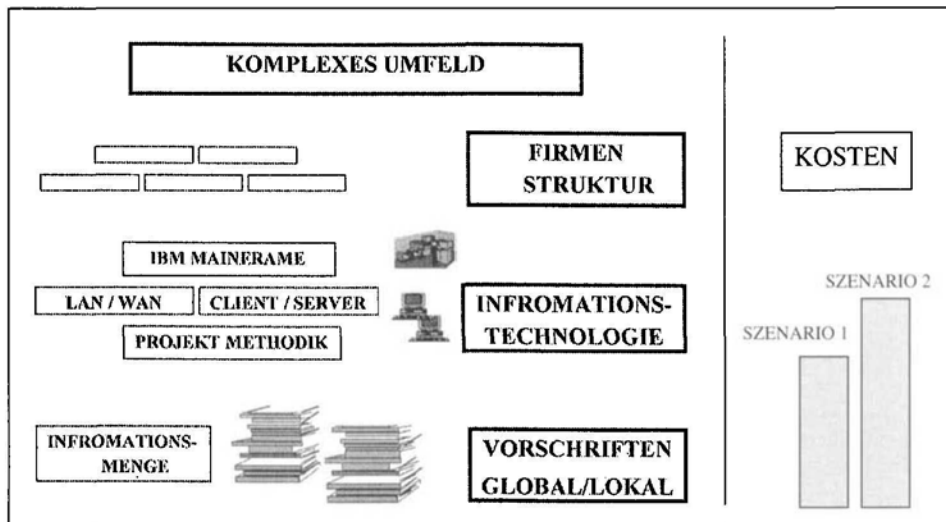 KOMPLEXES UMFELD
FIRMEN
STRUKTUR
KOSTEN
IBM MAINERAME
LAN / WAN
CLIENT / SERVER
PROJEKT METHODIK
INFROMATIONS-
TECHNOLOGIE
SZENARIO 2
SZENARIO 1
INFROMATIONS-
MENGE
VORSCHRIFTEN
GLOBAL/LOKAL